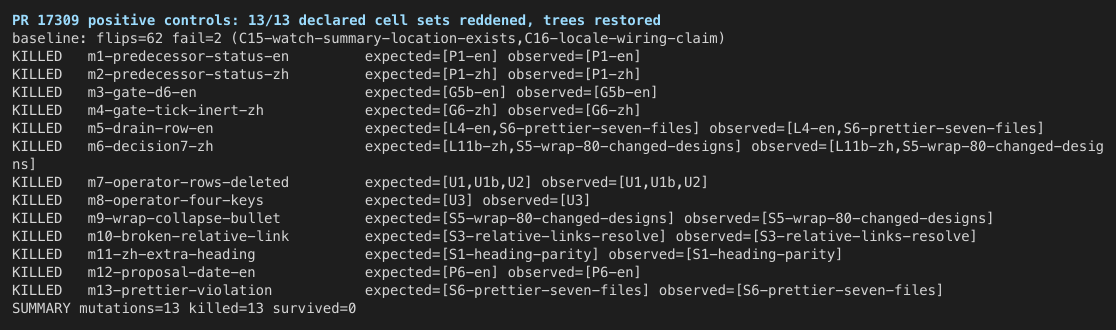 PR 17309 positive controls: 13/13 declared cell sets reddened, trees restored
baseline: flips=62 fail=2 (C15-watch-summary-location-exists,C16-locale-wiring-claim)
KILLED   m1-predecessor-status-en         expected=[P1-en] observed=[P1-en]
KILLED   m2-predecessor-status-zh         expected=[P1-zh] observed=[P1-zh]
KILLED   m3-gate-d6-en                    expected=[G5b-en] observed=[G5b-en]
KILLED   m4-gate-tick-inert-zh            expected=[G6-zh] observed=[G6-zh]
KILLED   m5-drain-row-en                  expected=[L4-en,S6-prettier-seven-files] observed=[L4-en,S6-prettier-seven-files]
KILLED   m6-decision7-zh                  expected=[L11b-zh,S5-wrap-80-changed-designs] observed=[L11b-zh,S5-wrap-80-changed-desig
ns]
KILLED   m7-operator-rows-deleted         expected=[U1,U1b,U2] observed=[U1,U1b,U2]
KILLED   m8-operator-four-keys            expected=[U3] observed=[U3]
KILLED   m9-wrap-collapse-bullet          expected=[S5-wrap-80-changed-designs] observed=[S5-wrap-80-changed-designs]
KILLED   m10-broken-relative-link         expected=[S3-relative-links-resolve] observed=[S3-relative-links-resolve]
KILLED   m11-zh-extra-heading             expected=[S1-heading-parity] observed=[S1-heading-parity]
KILLED   m12-proposal-date-en             expected=[P6-en] observed=[P6-en]
KILLED   m13-prettier-violation           expected=[S6-prettier-seven-files] observed=[S6-prettier-seven-files]
SUMMARY mutations=13 killed=13 survived=0